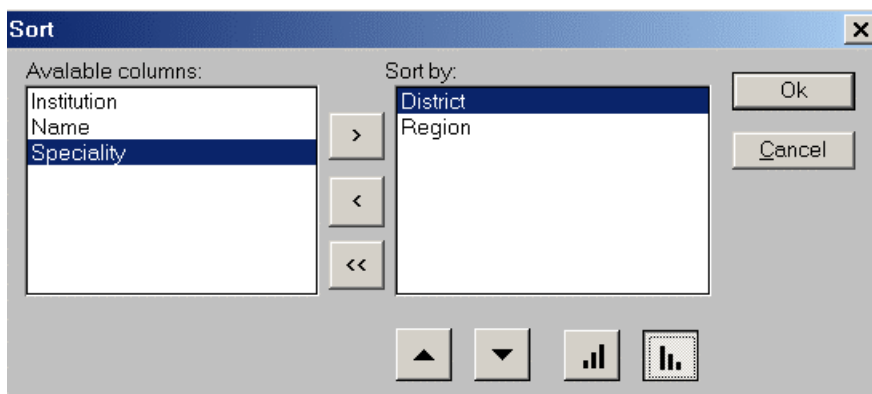 Sort
Avalable columns:
Institution
Name
Speciality
>
<
<<
Sort by:
District
Region
Ok
Cancel